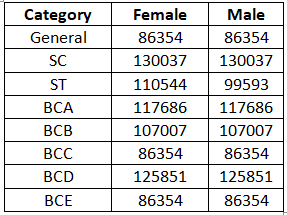 Category Female Male
General 86354 86354
SC 130037 130037
ST 110544 99593
BCA 117686 117686
BCB 107007 107007
BCC 86354 86354
BCD 125851 125851
BCE 86354 86354